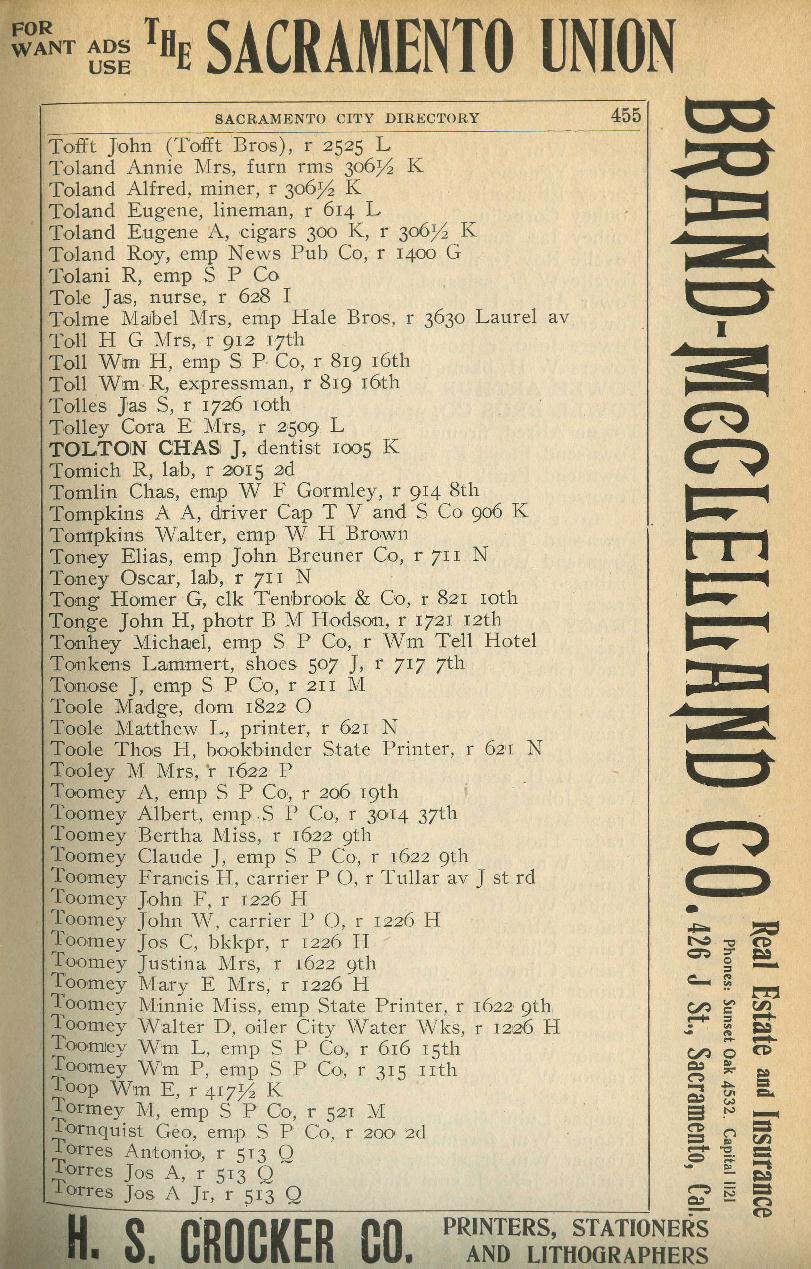 FOR
WANT ADS
USE
THE SACRAMENTO UNION
SACRAMENTO CITY DIRECTORY 455
Tofft John (Tofft Bros), r 2525 L
Toland Annie Mrs, furn rms 306½ K
Toland Alfred, miner, r 306½ K
Toland Eugene, lineman, r 614 L
Toland Eugene A, cigars 300 K, r 306½ K
Toland Roy, emp News Pub Co, r 1400 G
Tolani R, emp S P Co
Tole Jas, nurse, r 628 I
Tolme Mabel Mrs, emp Hale Bros, r 3630 Laurel av
Toll H G Mrs, r 912 17th
Toll Wm H, emp S P Co, r 819 16th
Toll Wm R, expressman, r 819 16th
Tolles Jas S, r 1726 10th
Tolley Cora E Mrs, r 2509 L
TOLTON CHAS J, dentist 1005 K
Tomich R, lab, r 2015 2d
Tomlin Chas, emp W F Gormley, r 914 8th
Tompkins A A, driver Cap T V and S Co 906 K
Tompkins Walter, emp W H Brown
Toney Elias, emp John Breuner Co, r 711 N
Toney Oscar, lab, r 711 N
Tong Homer G, clk Tenbrook & Co, r 821 10th
Tonge John H, photr B M Hodson, r 1721 12th
Tonhey Michael, emp S P Co, r Wm Tell Hotel
Tonkens Lammert, shoes 507 J, r 717 7th
Tonose J, emp S P Co, r 211 M
Toole Madge, dom 1822 O
Toole Matthew L, printer, r 621 N
Toole Thos H, bookbinder State Printer, r 621 N
Tooley M Mrs, r 1622 P
Toomey A, emp S P Co, r 206 19th
Toomey Albert, emp S P Co, r 3014 37th
Toomey Bertha Miss, r 1622 9th
Toomey Claude J, emp S P Co, r 1622 9th
Toomey Francis H, carrier P O, r Tullar av J st rd
Toomey John F, r 1226 H
Toomey John W, carrier P O, r 1226 H
Toomey Jos C, bkkpr, r 1226 H
Toomey Justina Mrs, r 1622 9th
Toomey Mary E Mrs, r 1226 H
Toomey Minnie Miss, emp State Printer, r 1622 9th
Toomey Walter D, oiler City Water Wks, r 1226 H
Toomey Wm L, emp S P Co, r 616 15th
Toomey Wm P, emp S P Co, r 315 11th
Toop Wm E, r 417½ K
Tormey M, emp S P Co, r 521 M
Tornquist Geo, emp S P Co, r 200 2d
Torres Antonio, r 513 Q
Torres Jos A, r 513 Q
Torres Jos A Jr, r 513 Q
BRAND-McCLELLAND CO.
Real Estate and Insurance
Phones: Sunset Oak 4532. Capital 1121
426 J St., Sacramento, Cal.
H. S. CROCKER CO.
PRINTERS, STATIONERS
AND LITHOGRAPHERS